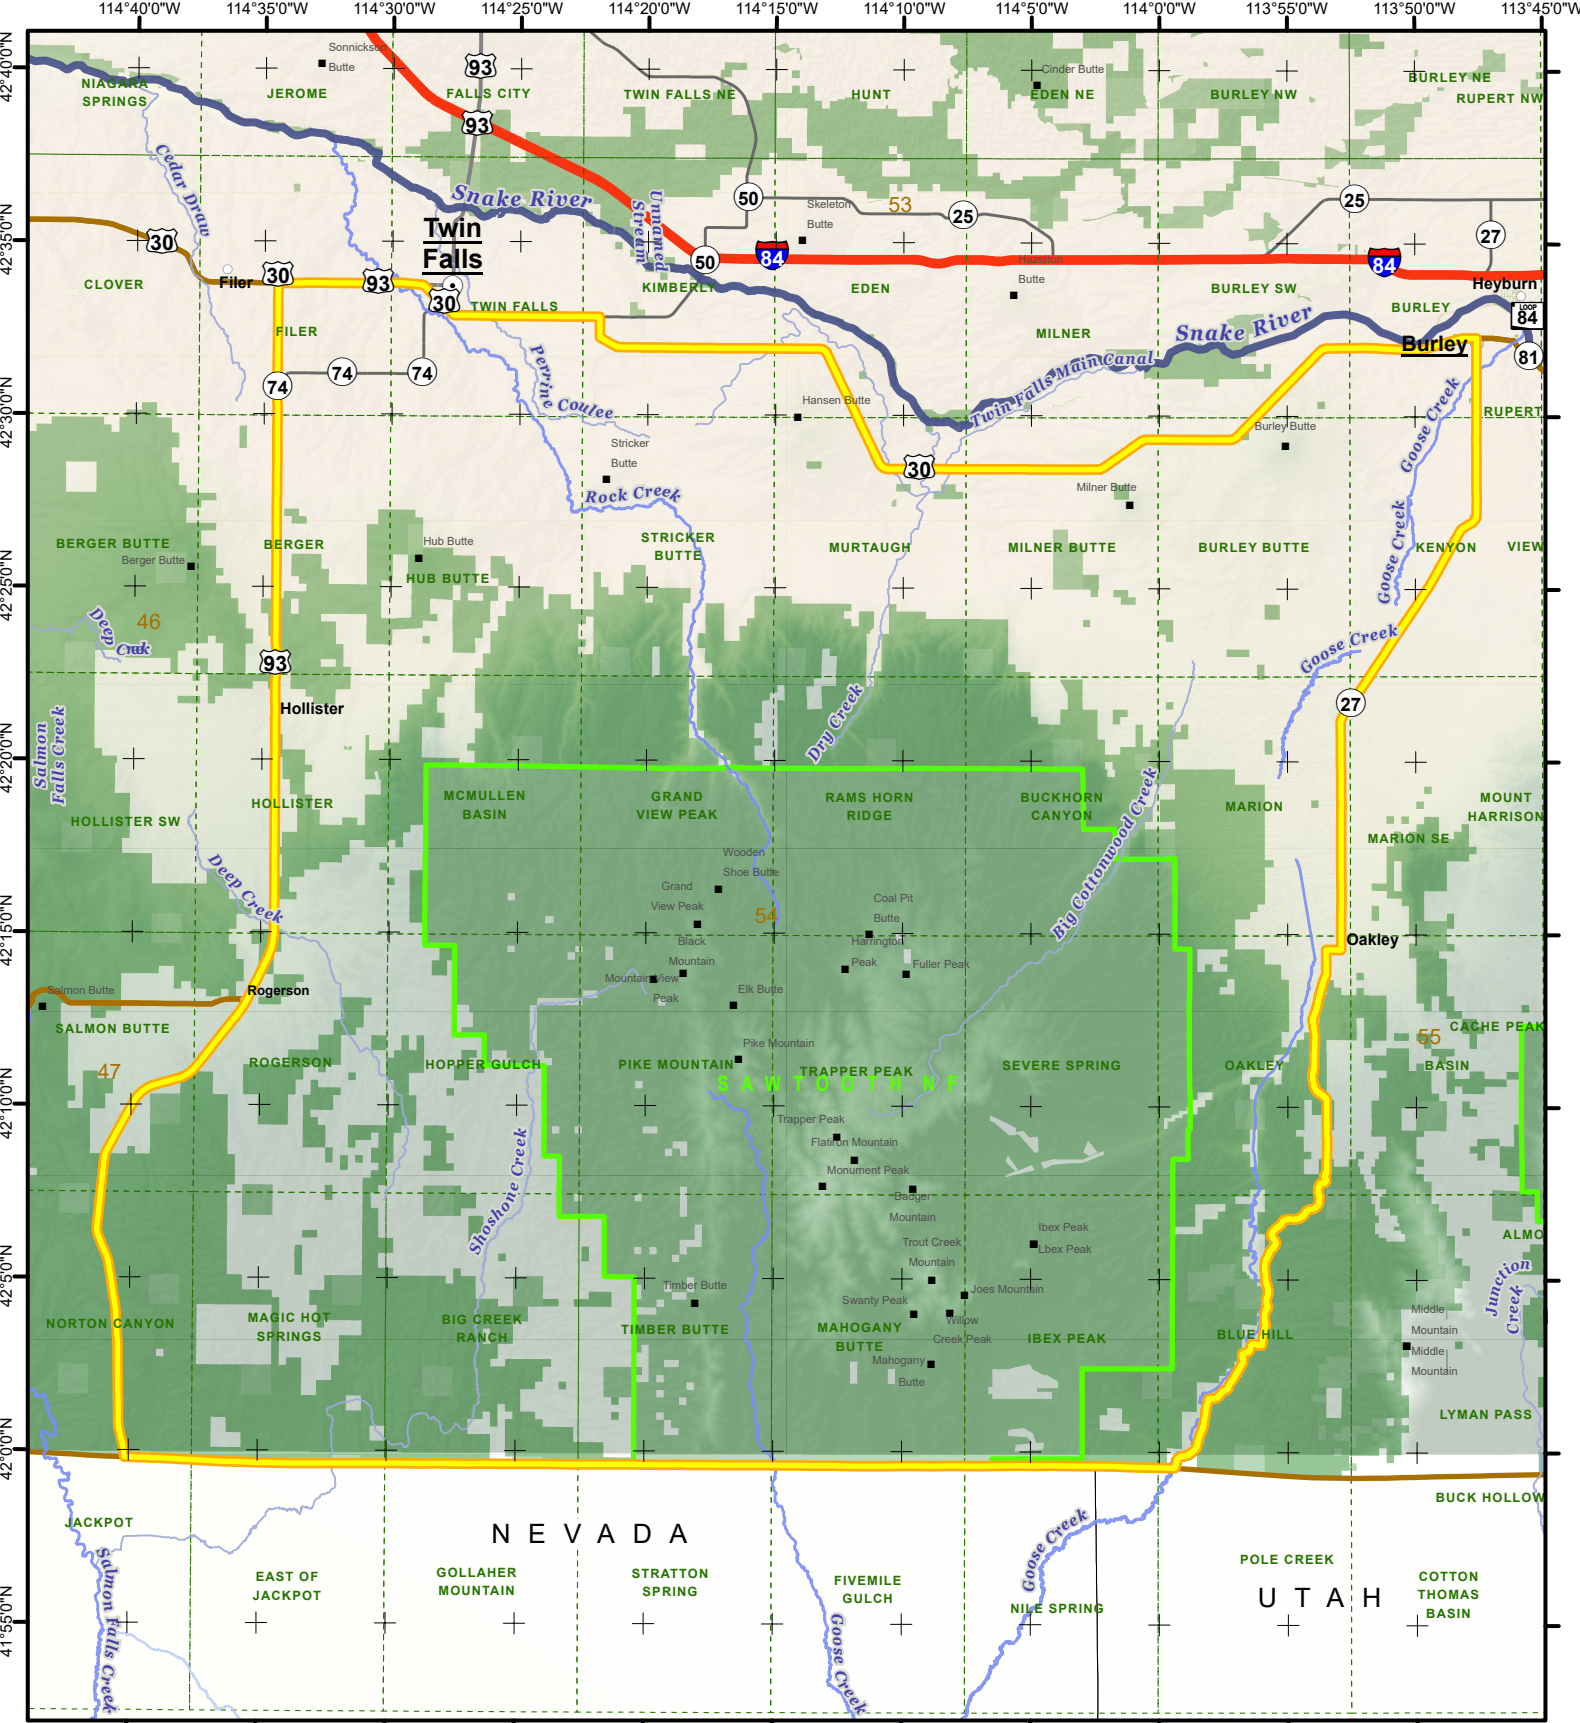 114°40'0"W 114°35'0"W 114°30'0"W 114°25'0"W 114°20'0"W 114°15'0"W 114°10'0"W 114°5'0"W 114°0'0"W 113°55'0"W 113°50'0"W 113°45'0"W
42°40'0"N
42°35'0"N
42°30'0"N
42°25'0"N
42°20'0"N
42°15'0"N
42°10'0"N
42°5'0"N
42°0'0"N
41°55'0"N
Sonnickson
Butte
93
NIAGARA
SPRINGS
JEROME
FALLS CITY
TWIN FALLS NE
HUNT
Cinder Butte
EDEN NE
BURLEY NW
BURLEY NE
RUPERT NW
93
Cedar Draw
Snake River
Unnamed
Stream
50
Skeleton
Butte
53
25
25
27
30
Twin
Falls
50
84
Hazelton
Butte
84
CLOVER
Filer
30
93
30
TWIN FALLS
KIMBERLY
EDEN
BURLEY SW
Heyburn
BURLEY
LOOP
84
FILER
MILNER
Snake River
Burley
81
74
74
74
Perrine Coulee
Twin Falls Main Canal
Hansen Butte
Goose Creek
RUPERT
Burley Butte
Stricker
Butte
30
Rock Creek
Milner Butte
Goose Creek
BERGER BUTTE
Berger Butte
BERGER
Hub Butte
HUB BUTTE
STRICKER
BUTTE
MURTAUGH
MILNER BUTTE
BURLEY BUTTE
KENYON
VIEW
46
Deep
93
Goose Creek
Hollister
27
Salmon
Falls Creek
Dry Creek
HOLLISTER
HOLLISTER SW
MCMULLEN
BASIN
GRAND
VIEW PEAK
RAMS HORN
RIDGE
BUCKHORN
CANYON
MARION
MOUNT
HARRISON
MARION SE
Big Cottonwood Creek
Deep Creek
Wooden
Shoe Butte
Grand
View Peak
54
Coal Pit
Butte
Black
Mountain
Harrington
Peak
Fuller Peak
Oakley
Mountain View
Peak
Elk Butte
Salmon Butte
Rogerson
SALMON BUTTE
47
ROGERSON
HOPPER GULCH
PIKE MOUNTAIN
Pike Mountain
TRAPPER PEAK
SAWTOOTH NF
SEVERE SPRING
OAKLEY
55
CACHE PEAK
BASIN
Trapper Peak
Flatiron Mountain
Monument Peak
Badger
Mountain
Shoshone Creek
Trout Creek
Mountain
Ibex Peak
Lbex Peak
ALMO
Junction
Creek
Timber Butte
Joes Mountain
Swanty Peak
Willow
Creek Peak
Mahogany
Butte
NORTON CANYON
MAGIC HOT
SPRINGS
BIG CREEK
RANCH
TIMBER BUTTE
MAHOGANY
BUTTE
IBEX PEAK
BLUE HILL
Middle
Mountain
Middle
Mountain
LYMAN PASS
BUCK HOLLOW
JACKPOT
NEVADA
Goose Creek
POLE CREEK
UTAH
EAST OF
JACKPOT
GOLLAHER
MOUNTAIN
STRATTON
SPRING
FIVEMILE
GULCH
NILE SPRING
COTTON
THOMAS
BASIN
Salmon Falls Creek
Goose Creek